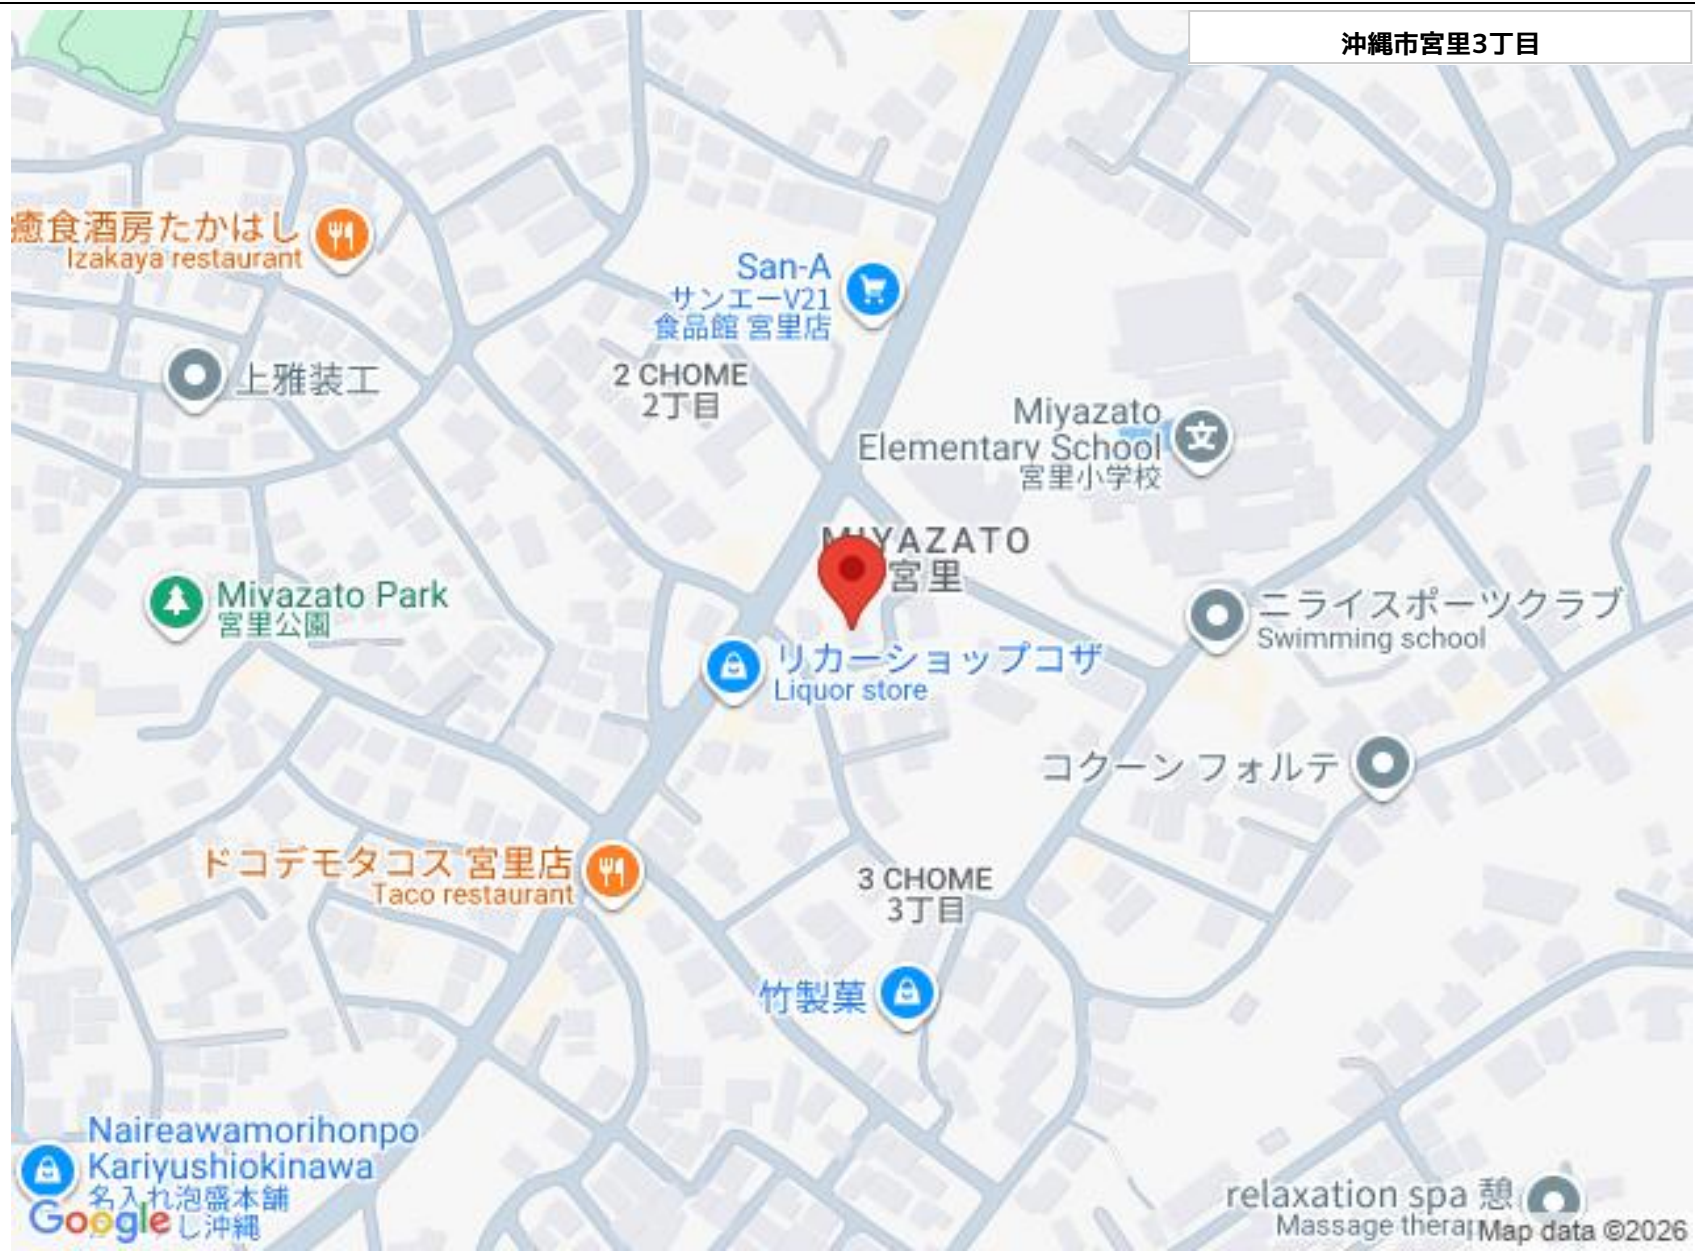 沖縄市宮里3丁目
癒食酒房たかはし
Izakaya restaurant
San-A
サンエーV21
食品館 宮里店
上雅装工
2 CHOME
2丁目
Miyazato
Elementary School
宮里小学校
MIYAZATO
宮里
Miyazato Park
宮里公園
ニライスポーツクラブ
Swimming school
リカーショップコザ
Liquor store
コクーン フォルテ
ドコデモタコス 宮里店
Taco restaurant
3 CHOME
3丁目
竹製菓
Naireawamorihonpo
Kariyushiokinawa
名入れ泡盛本舗
し沖縄
Google
relaxation spa 憩
Massage therap
Map data ©2026